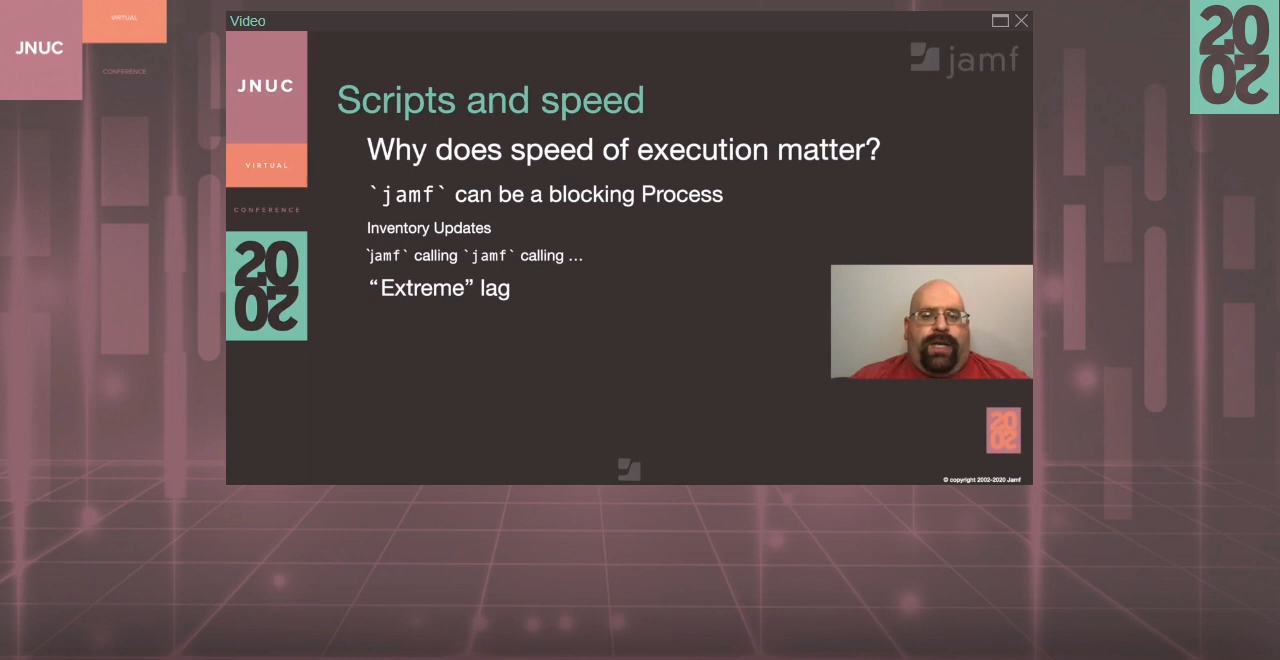 JNUC
VIRTUAL
CONFERENCE
2020
Video
JNUC
VIRTUAL
CONFERENCE
2020
jamf
Scripts and speed
Why does speed of execution matter?
`jamf` can be a blocking Process
Inventory Updates
`jamf` calling `jamf` calling ...
“Extreme” lag
2020
© copyright 2002-2020 Jamf